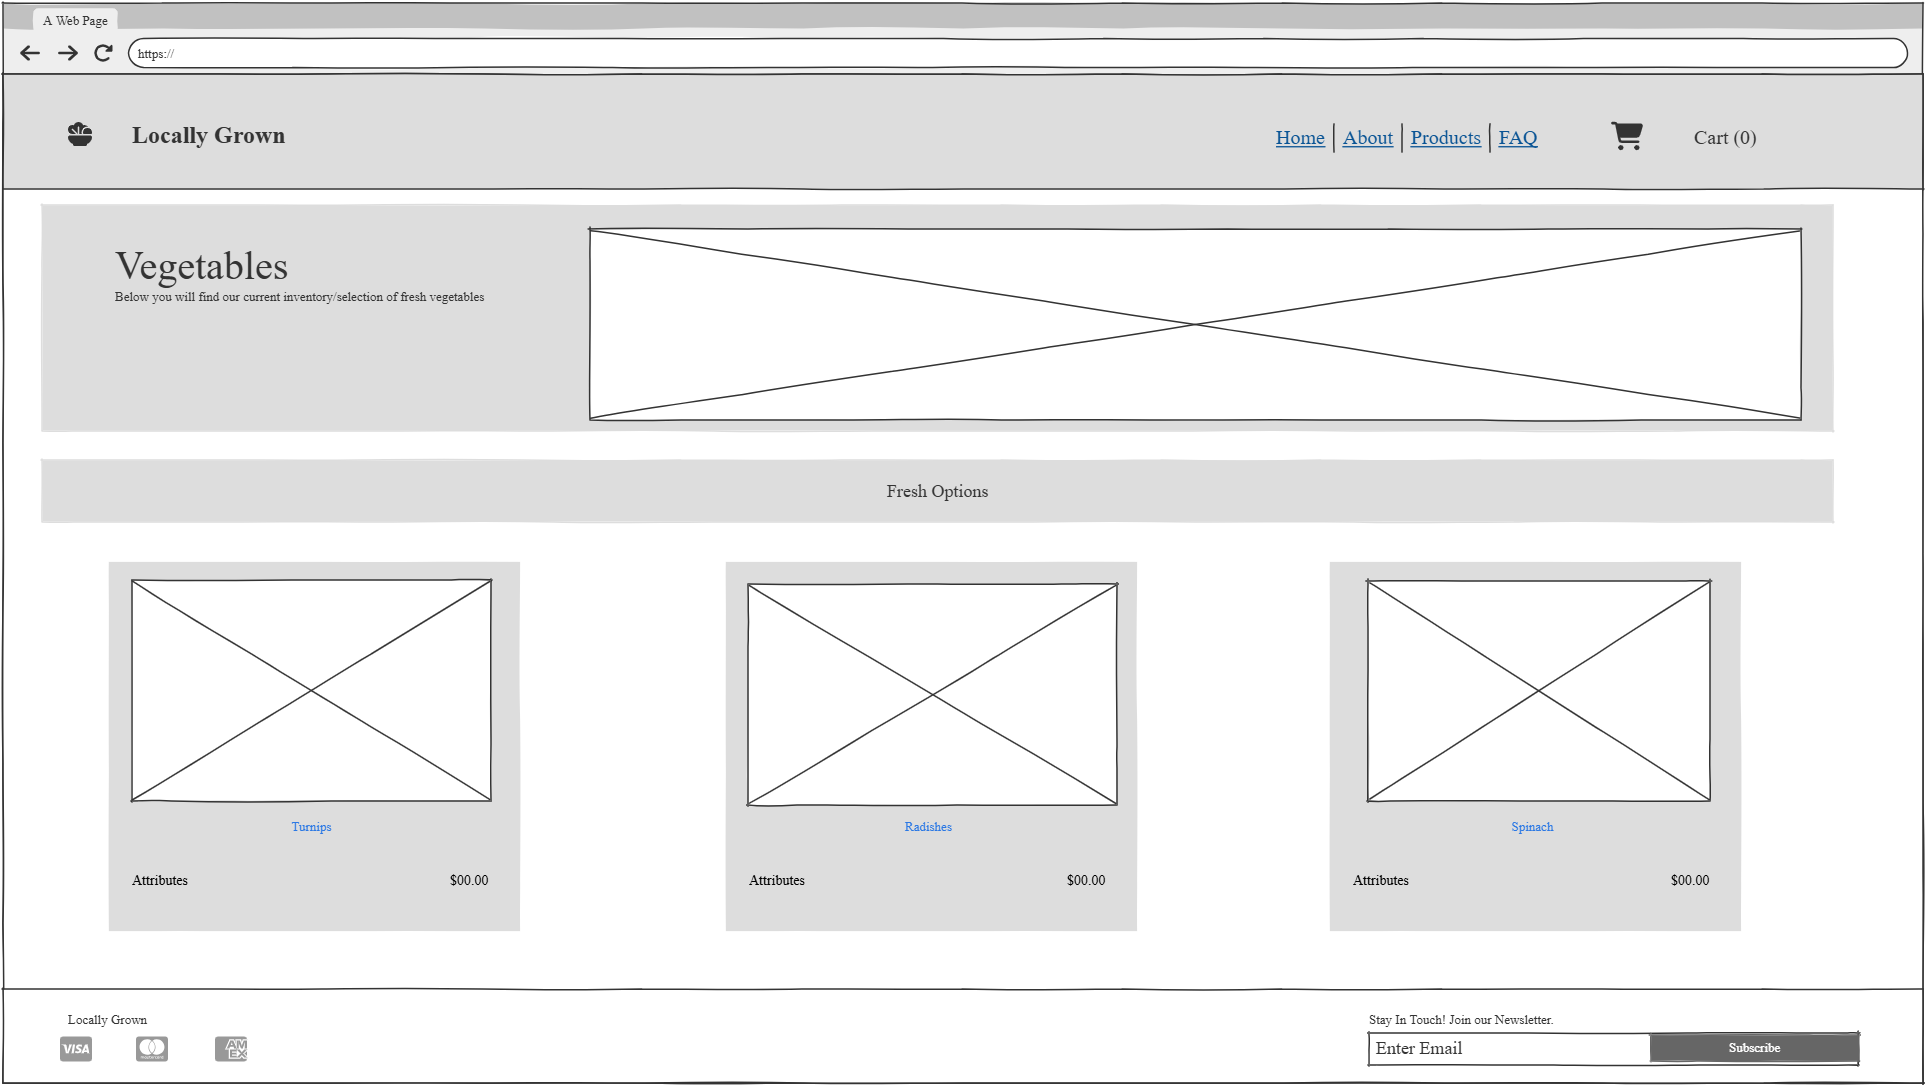 A Web Page
https://
Locally Grown
Home About Products FAQ
Cart (0)
Vegetables
Below you will find our current inventory/selection of fresh vegetables
Fresh Options
Turnips
Attributes $00.00
Radishes
Attributes $00.00
Spinach
Attributes $00.00
Locally Grown
VISA
mastercard
AM
EX
Stay In Touch! Join our Newsletter.
Enter Email
Subscribe